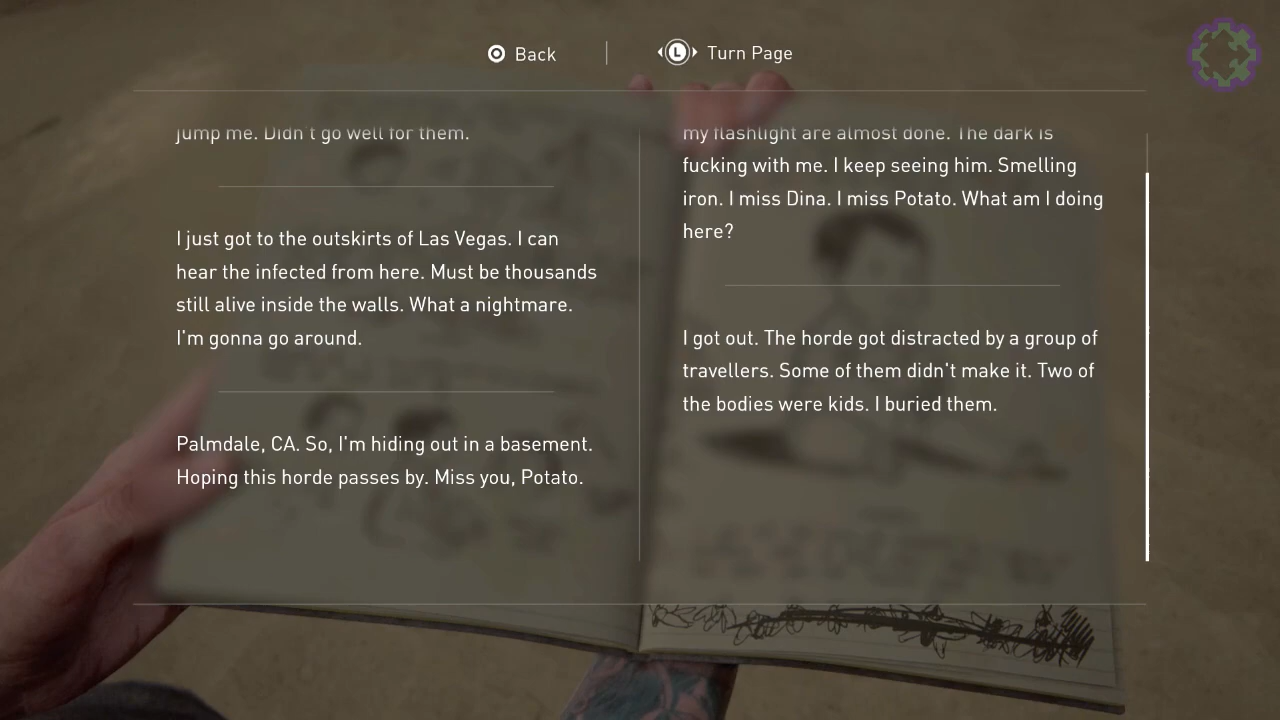 Back
L
Turn Page
jump me. Didn't go well for them.
I just got to the outskirts of Las Vegas. I can
hear the infected from here. Must be thousands
still alive inside the walls. What a nightmare.
I'm gonna go around.
Palmdale, CA. So, I'm hiding out in a basement.
Hoping this horde passes by. Miss you, Potato.
my flashlight are almost done. The dark is
fucking with me. I keep seeing him. Smelling
iron. I miss Dina. I miss Potato. What am I doing
here?
I got out. The horde got distracted by a group of
travellers. Some of them didn't make it. Two of
the bodies were kids. I buried them.